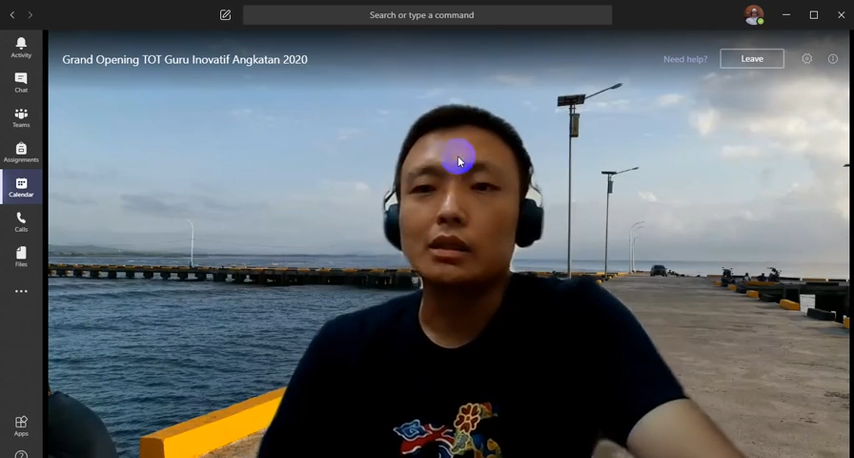 Search or type a command
Grand Opening TOT Guru Inovatif Angkatan 2020
Need help?
Leave
Activity
Chat
Teams
Assignments
Calendar
Calls
Files
Apps